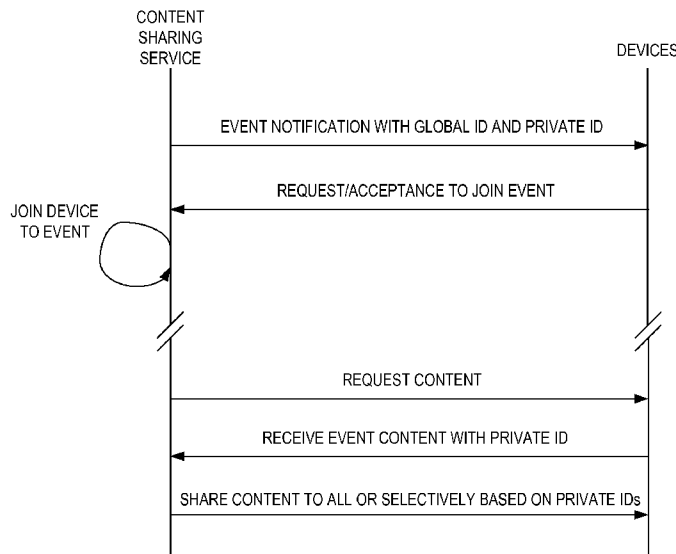 CONTENT
SHARING
SERVICE
DEVICES
EVENT NOTIFICATION WITH GLOBAL ID AND PRIVATE ID
REQUEST/ACCEPTANCE TO JOIN EVENT
JOIN DEVICE
TO EVENT
REQUEST CONTENT
RECEIVE EVENT CONTENT WITH PRIVATE ID
SHARE CONTENT TO ALL OR SELECTIVELY BASED ON PRIVATE IDs